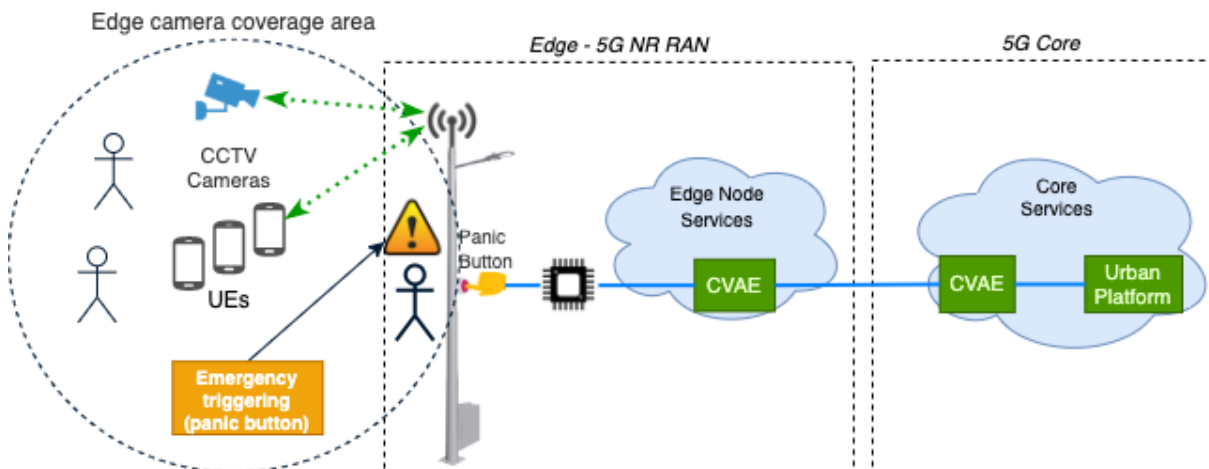 Edge camera coverage area
Edge - 5G NR RAN
5G Core
CCTV
Cameras
UEs
Panic
Button
Emergency
triggering
(panic button)
Edge Node
Services
CVAE
Core
Services
CVAE
Urban
Platform